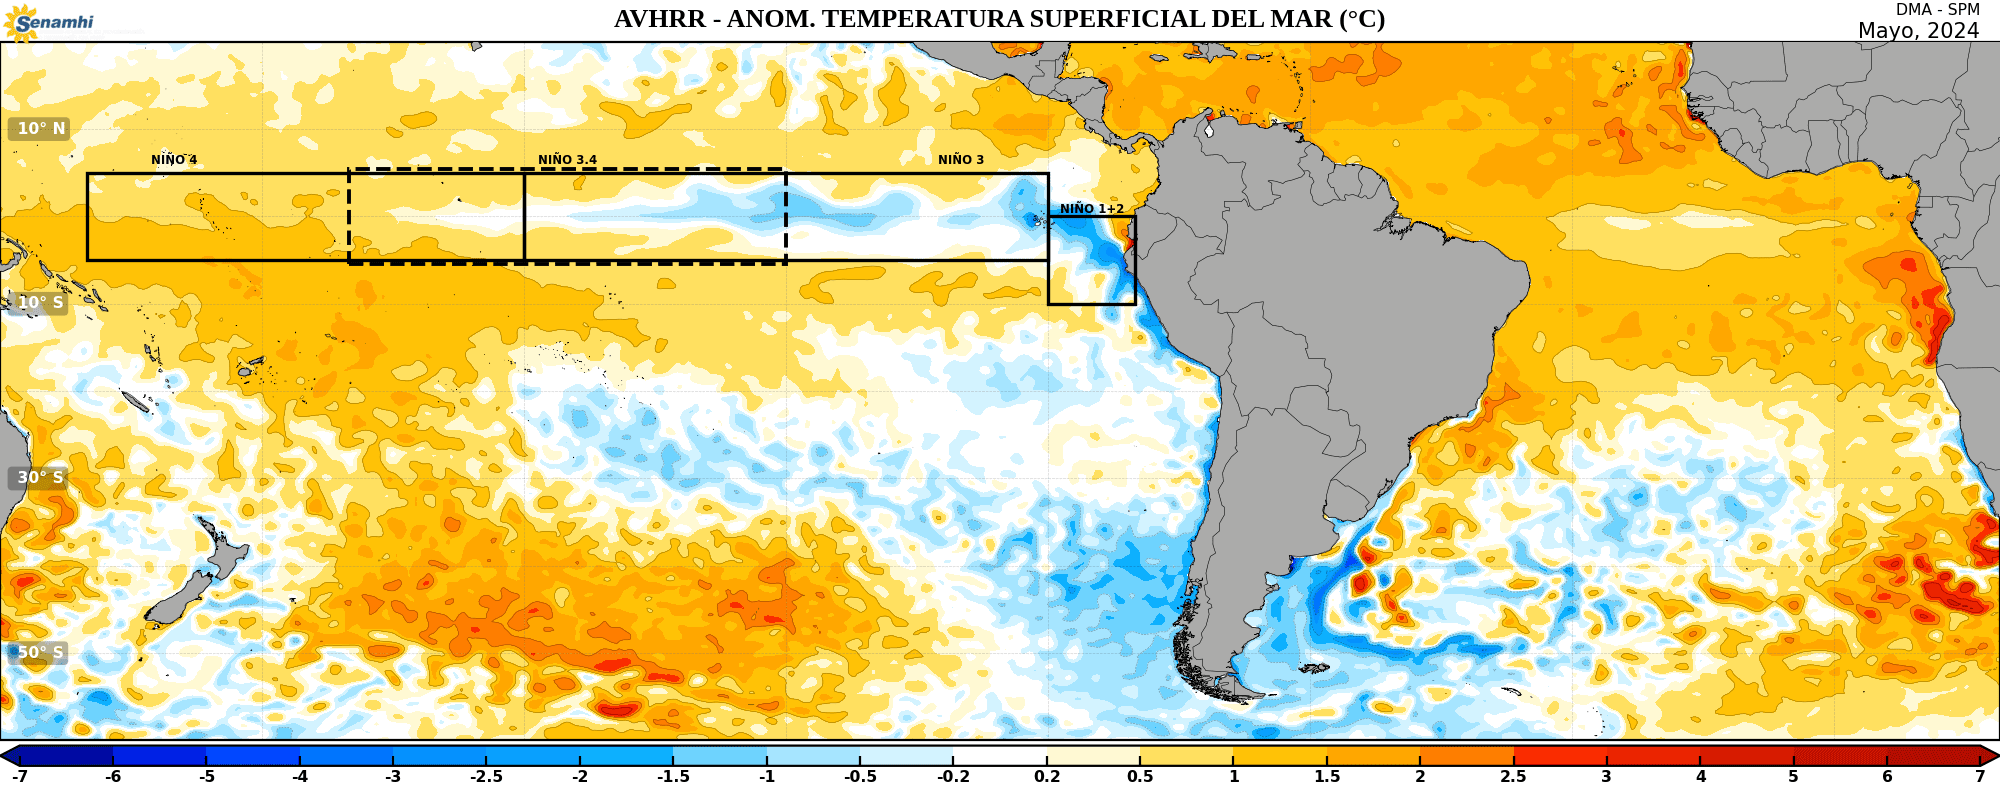 Senamhi
AVHRR - ANOM. TEMPERATURA SUPERFICIAL DEL MAR (°C)
DMA - SPM
Mayo, 2024
10° N
NIÑO 4
NIÑO 3.4
NIÑO 3
NIÑO 1+2
10° S
30° S
50° S
-7 -6 -5 -4 -3 -2.5 -2 -1.5 -1 -0.5 -0.2 0.2 0.5 1 1.5 2 2.5 3 4 5 6 7